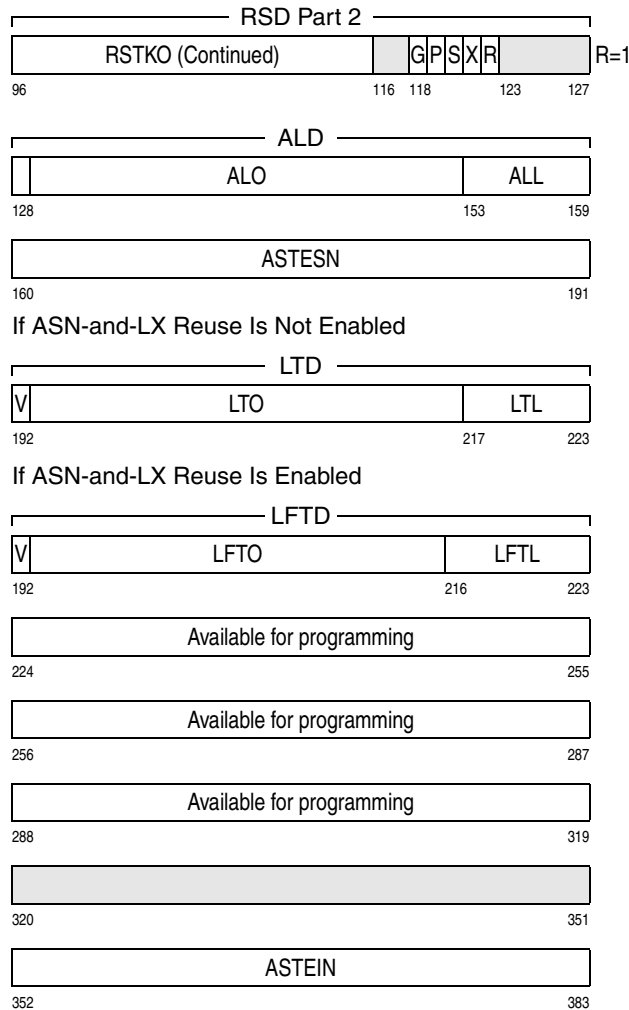 RSD Part 2
RSTKO (Continued) G P S X R R=1
96 116 118 123 127
ALD
ALO ALL
128 153 159
ASTESN
160 191
If ASN-and-LX Reuse Is Not Enabled
LTD
V LTO LTL
192 217 223
If ASN-and-LX Reuse Is Enabled
LFTD
V LFTO LFTL
192 216 223
Available for programming
224 255
Available for programming
256 287
Available for programming
288 319
320 351
ASTEIN
352 383